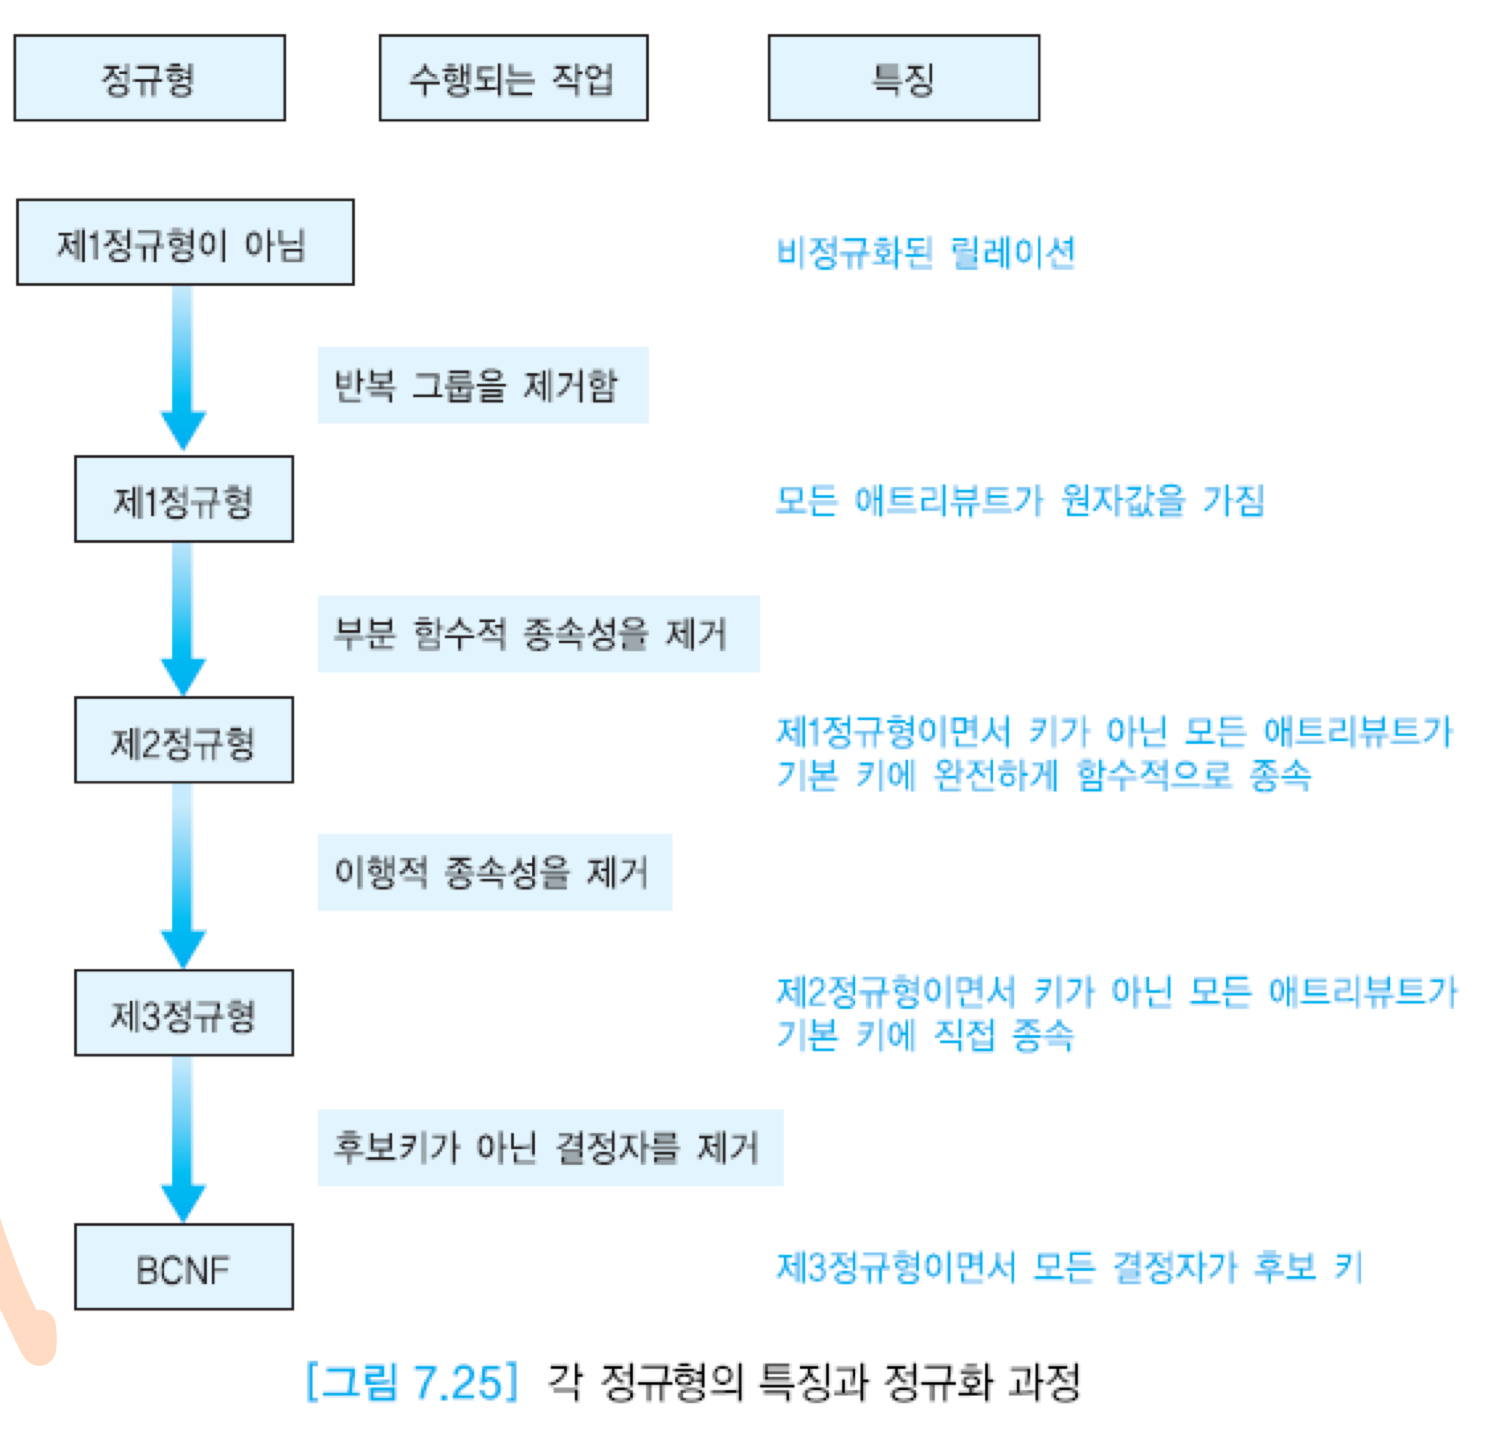 정규형
수행되는 작업
특징
제1정규형이 아님
비정규화된 릴레이션
반복 그룹을 제거함
제1정규형
모든 애트리뷰트가 원자값을 가짐
부분 함수적 종속성을 제거
제2정규형
제1정규형이면서 키가 아닌 모든 애트리뷰트가
기본 키에 완전하게 함수적으로 종속
이행적 종속성을 제거
제3정규형
제2정규형이면서 키가 아닌 모든 애트리뷰트가
기본 키에 직접 종속
후보키가 아닌 결정자를 제거
BCNF
제3정규형이면서 모든 결정자가 후보 키
[그림 7.25] 각 정규형의 특징과 정규화 과정